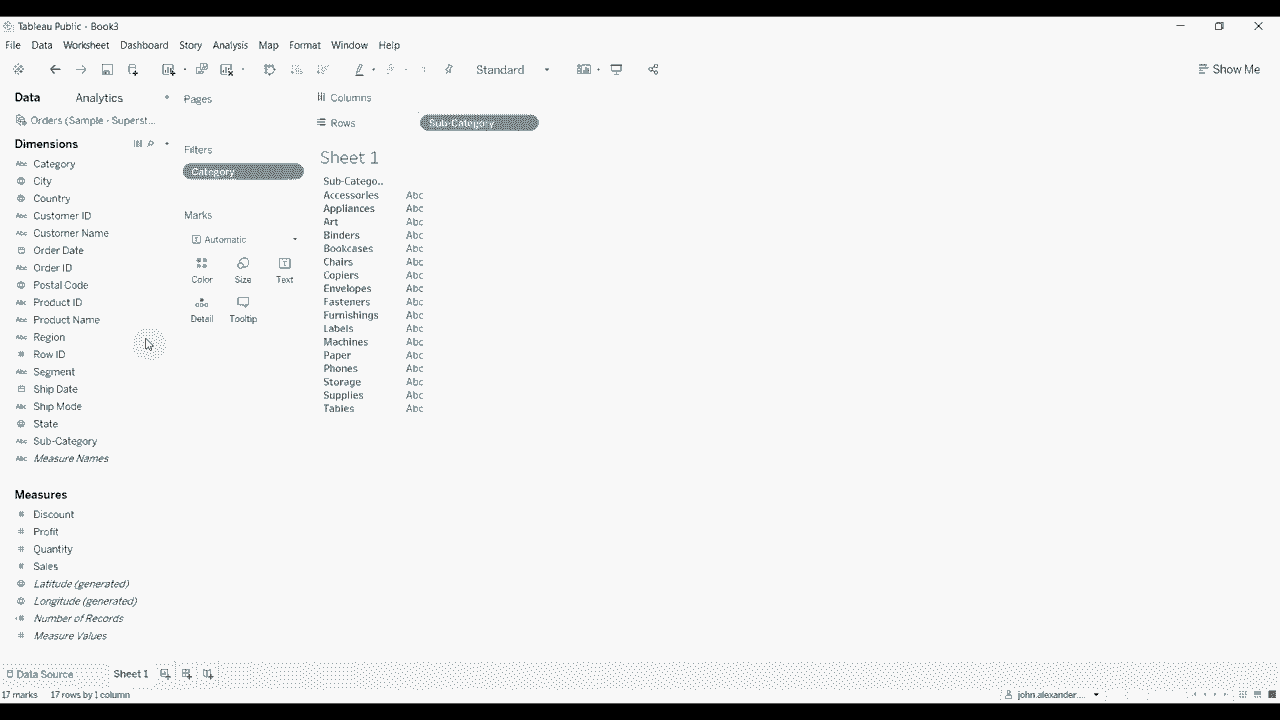 Tableau Public - Book3
File Data Worksheet Dashboard Story Analysis Map Format Window Help
Standard
Show Me
Data Analytics
Orders (Sample - Superst...
Dimensions
Category
City
Country
Customer ID
Customer Name
Order Date
Order ID
Postal Code
Product ID
Product Name
Region
Row ID
Segment
Ship Date
Ship Mode
State
Sub-Category
Measure Names
Measures
Discount
Profit
Quantity
Sales
Latitude (generated)
Longitude (generated)
Number of Records
Measure Values
Pages
Filters
Category
Marks
Automatic
Color Size Text
Detail Tooltip
Columns
Rows Sub-Category
Sheet 1
Sub-Catego..
Accessories Abc
Appliances Abc
Art Abc
Binders Abc
Bookcases Abc
Chairs Abc
Copiers Abc
Envelopes Abc
Fasteners Abc
Furnishings Abc
Labels Abc
Machines Abc
Paper Abc
Phones Abc
Storage Abc
Supplies Abc
Tables Abc
Data Source Sheet 1
17 marks 17 rows by 1 column john.alexander....